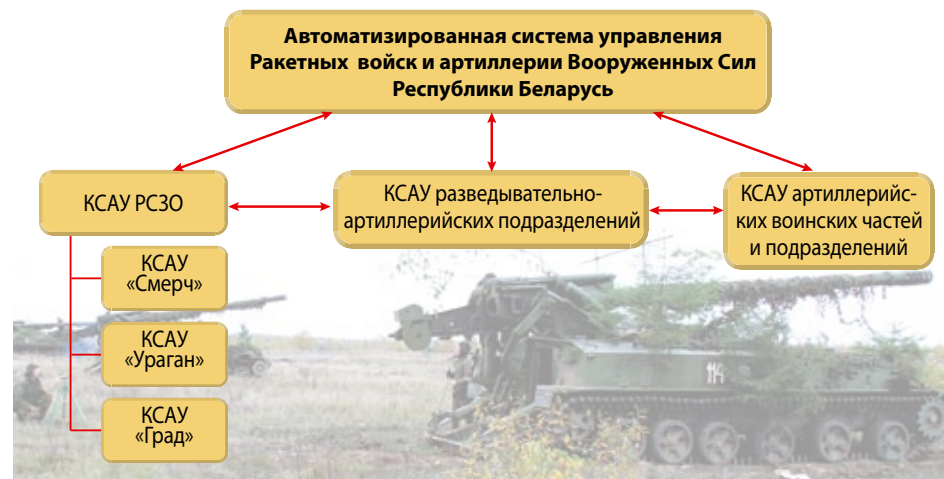 Автоматизированная система управления
Ракетных войск и артиллерии Вооруженных Сил
Республики Беларусь
КСАУ РСЗО
КСАУ разведывательно-
артиллерийских подразделений
КСАУ артиллерийс-
ких воинских частей
и подразделений
КСАУ
«Смерч»
КСАУ
«Ураган»
КСАУ
«Град»
114